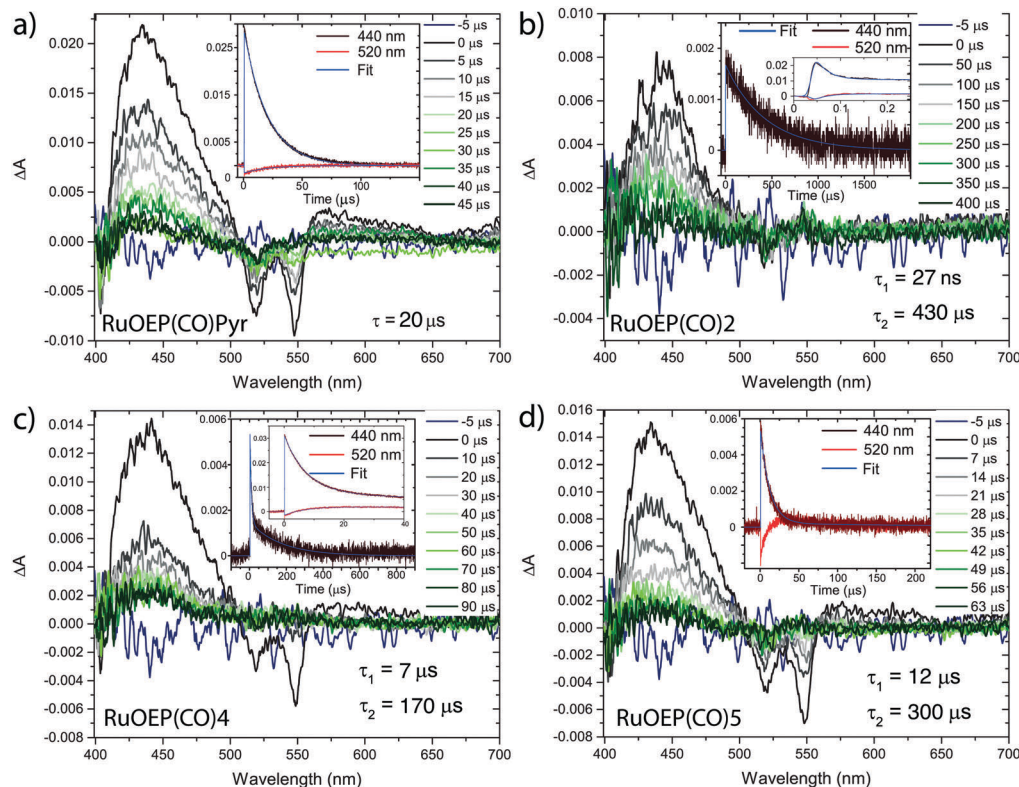 a)
0.020
0.015
0.010
0.005
0.000
-0.005
-0.010
ΔA
400 450 500 550 600 650 700
Wavelength (nm)
RuOEP(CO)Pyr
τ = 20 µs
0.025
0.015
0.005
0
0 50 100
Time (µs)
440 nm
520 nm
Fit
-5 µs
0 µs
5 µs
10 µs
15 µs
20 µs
25 µs
30 µs
35 µs
40 µs
45 µs
b)
0.010
0.008
0.006
0.004
0.002
0.000
-0.002
-0.004
ΔA
400 450 500 550 600 650 700
Wavelength (nm)
RuOEP(CO)2
τ1 = 27 ns
τ2 = 430 µs
Fit 440 nm
520 nm
0.002
0.001
0
0 500 1000 1500
Time (µs)
0.02
0.01
0
0 0.1 0.2
-5 µs
0 µs
50 µs
100 µs
150 µs
200 µs
250 µs
300 µs
350 µs
400 µs
c)
0.014
0.012
0.010
0.008
0.006
0.004
0.002
0.000
-0.002
-0.004
-0.006
-0.008
ΔA
400 450 500 550 600 650 700
Wavelength (nm)
RuOEP(CO)4
τ1 = 7 µs
τ2 = 170 µs
0.006
0.004
0.002
0.000
0 200 400 600 800
Time (µs)
0.03
0.02
0.01
0
0 20 40
440 nm
520 nm
Fit
-5 µs
0 µs
10 µs
20 µs
30 µs
40 µs
50 µs
60 µs
70 µs
80 µs
90 µs
d)
0.016
0.014
0.012
0.010
0.008
0.006
0.004
0.002
0.000
-0.002
-0.004
-0.006
-0.008
ΔA
400 450 500 550 600 650 700
Wavelength (nm)
RuOEP(CO)5
τ1 = 12 µs
τ2 = 300 µs
0.006
0.004
0.002
0
-0.002
0 50 100 150 200
Time (µs)
440 nm
520 nm
Fit
-5 µs
0 µs
7 µs
14 µs
21 µs
28 µs
35 µs
42 µs
49 µs
56 µs
63 µs